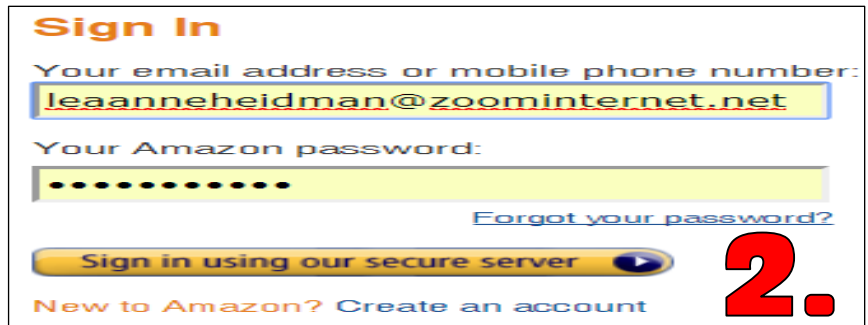 Sign In
Your email address or mobile phone number:
leaanneheidman@zoominternet.net
Your Amazon password:
•••••••••••
Forgot your password?
Sign in using our secure server
New to Amazon? Create an account
2.